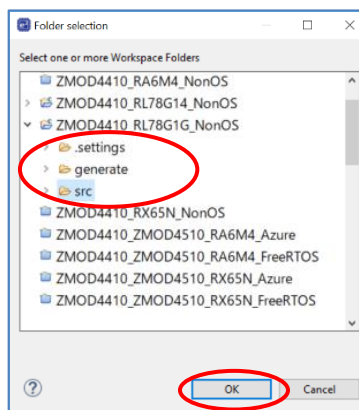 Folder selection
Select one or more Workspace Folders
ZMOD4410_RA6M4_NonOS
ZMOD4410_RL78G14_NonOS
ZMOD4410_RL78G1G_NonOS
.settings
generate
src
ZMOD4410_RX65N_NonOS
ZMOD4410_ZMOD4510_RA6M4_Azure
ZMOD4410_ZMOD4510_RA6M4_FreeRTOS
ZMOD4410_ZMOD4510_RX65N_Azure
ZMOD4410_ZMOD4510_RX65N_FreeRTOS
? OK Cancel